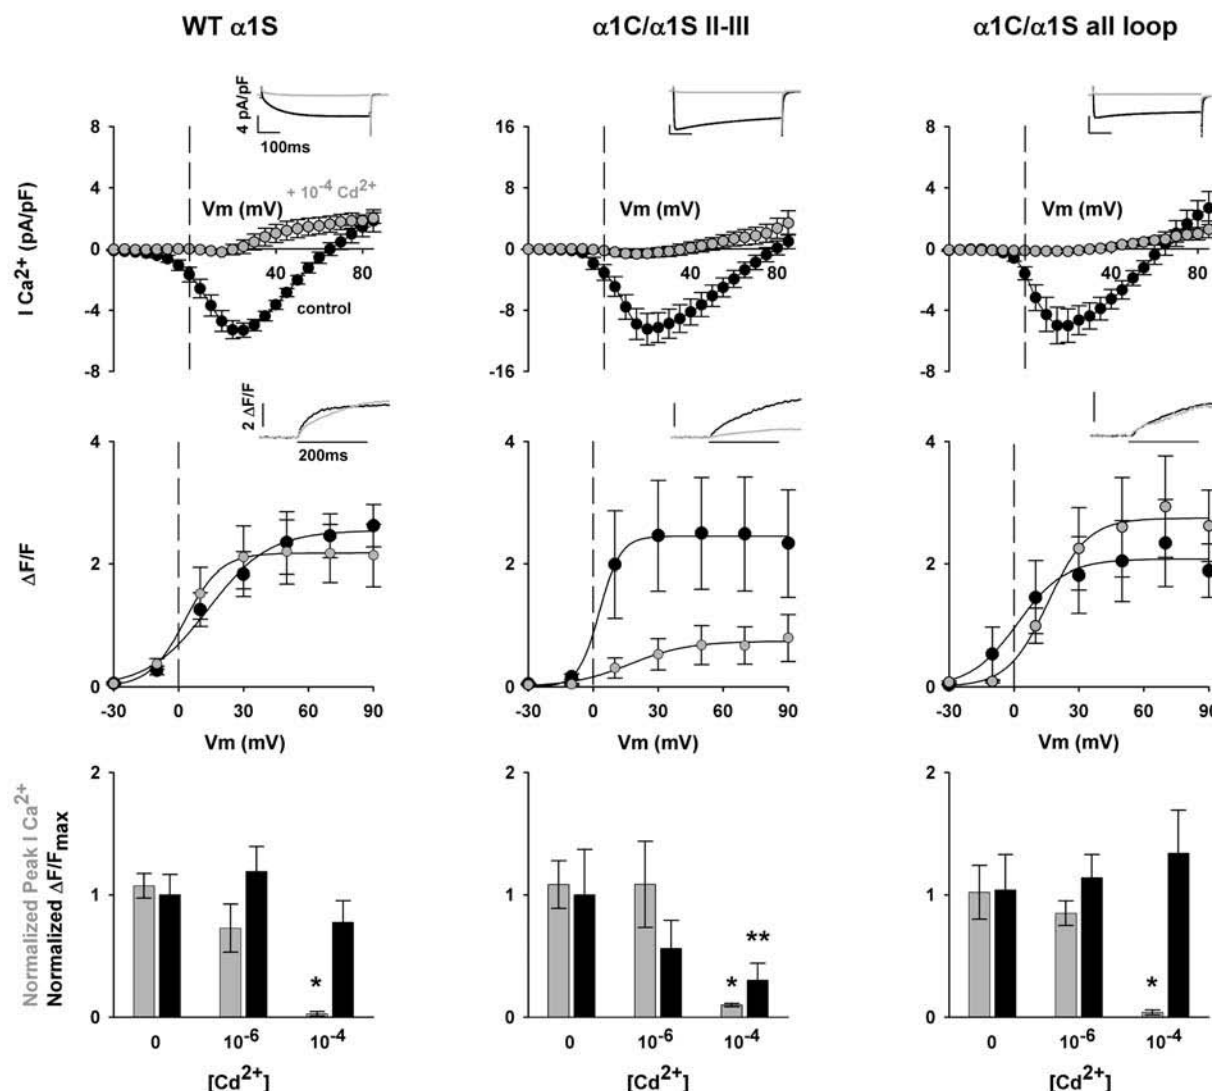 WT α1S
α1C/α1S II-III
α1C/α1S all loop
4 pA/pF
100ms
I Ca²⁺ (pA/pF)
8
4
0
-4
-8
Vm (mV)
+ 10⁻⁴ Cd²⁺
40
80
control
16
8
0
-8
-16
Vm (mV)
40
80
8
4
0
-4
-8
Vm (mV)
40
80
2 ΔF/F
200ms
ΔF/F
4
2
0
-30 0 30 60 90
Vm (mV)
4
2
0
-30 0 30 60 90
Vm (mV)
4
2
0
-30 0 30 60 90
Vm (mV)
Normalized Peak I Ca²⁺
Normalized ΔF/Fmax
2
1
0
*
0 10⁻⁶ 10⁻⁴
[Cd²⁺]
2
1
0
* **
0 10⁻⁶ 10⁻⁴
[Cd²⁺]
2
1
0
*
0 10⁻⁶ 10⁻⁴
[Cd²⁺]